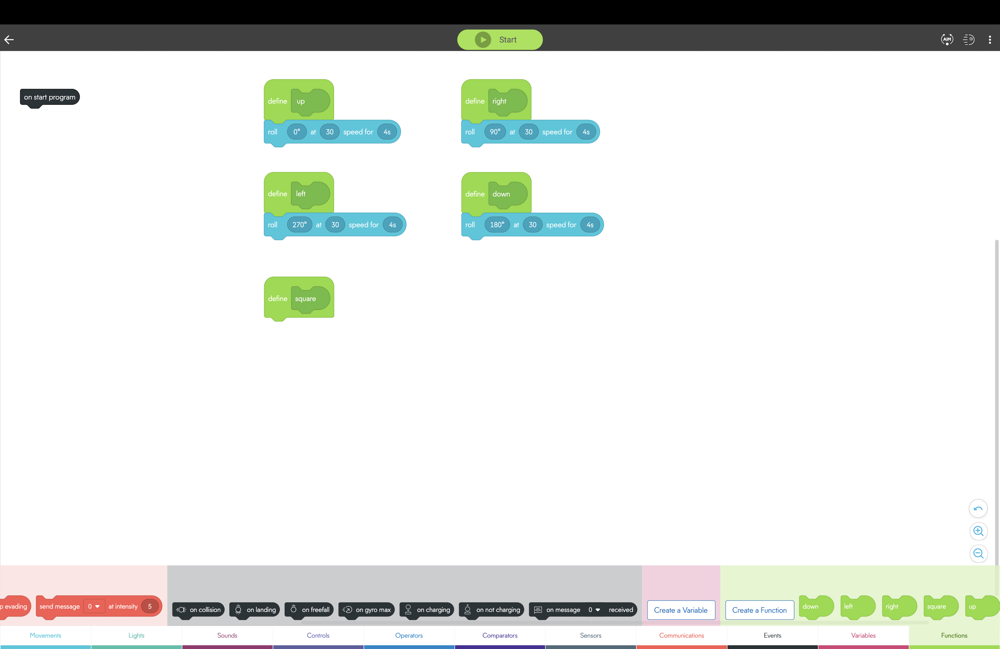 Start
AIM
on start program
define up
roll 0° at 30 speed for 4s
define right
roll 90° at 30 speed for 4s
define left
roll 270° at 30 speed for 4s
define down
roll 180° at 30 speed for 4s
define square
p evading
send message 0 at intensity 5
on collision
on landing
on freefall
on gyro max
on charging
on not charging
on message 0 received
Create a Variable
Create a Function
down
left
right
square
up
Movements
Lights
Sounds
Controls
Operators
Comparators
Sensors
Communications
Events
Variables
Functions